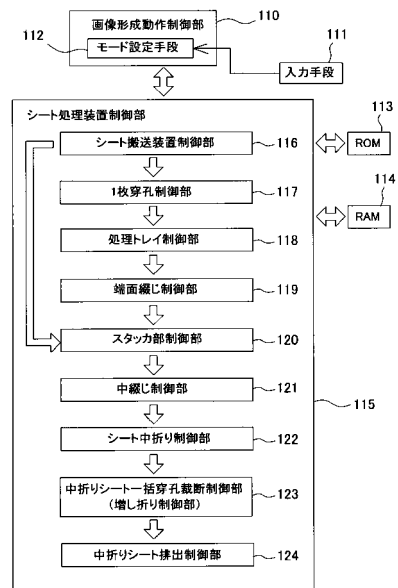 画像形成動作制御部
110
112
モード設定手段
111
入力手段
シート処理装置制御部
シート搬送装置制御部
116
113
ROM
1枚穿孔制御部
117
114
RAM
処理トレイ制御部
118
端面綴じ制御部
119
スタッカ部制御部
120
中綴じ制御部
121
115
シート中折り制御部
122
中折りシート一括穿孔裁断制御部
(増し折り制御部)
123
中折りシート排出制御部
124